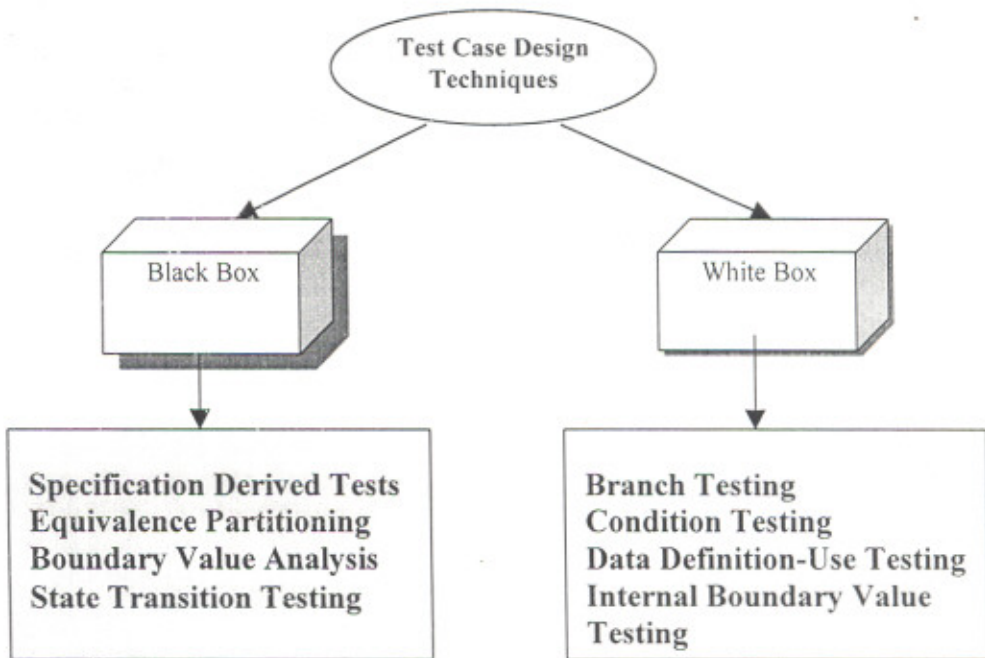 Test Case Design
Techniques
Black Box
White Box
Specification Derived Tests
Equivalence Partitioning
Boundary Value Analysis
State Transition Testing
Branch Testing
Condition Testing
Data Definition-Use Testing
Internal Boundary Value
Testing